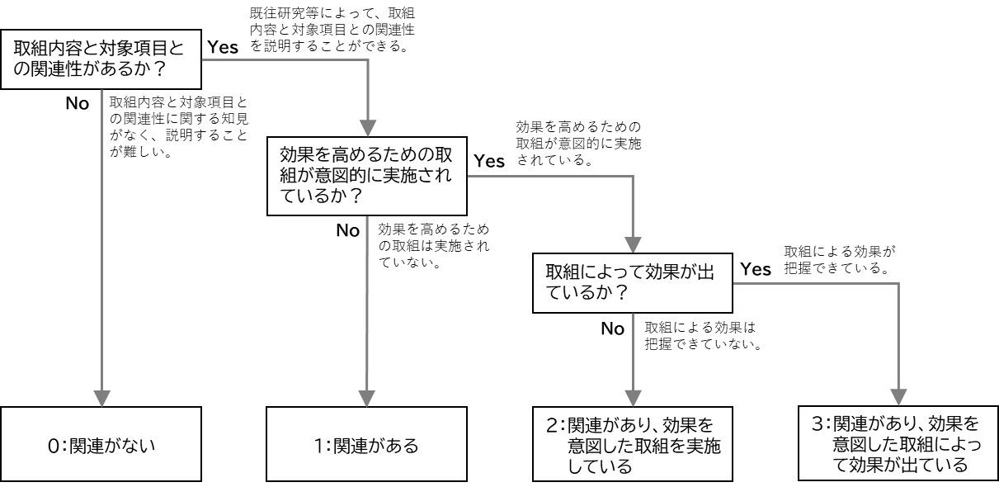 取組内容と対象項目と
の関連性があるか？
Yes
既往研究等によって、取組
内容と対象項目との関連性
を説明することができる。
No
取組内容と対象項目と
の関連性に関する知見
がなく、説明すること
が難しい。
効果を高めるための取
組が意図的に実施され
ているか？
Yes
効果を高めるための
取組が意図的に実施
されている。
No
効果を高めるため
の取組は実施され
ていない。
取組によって効果が出
ているか？
Yes
取組による効果が
把握できている。
No
取組による効果は
把握できていない。
0：関連がない
1：関連がある
2：関連があり、効果を
意図した取組を実施
している
3：関連があり、効果を
意図した取組によっ
て効果が出ている